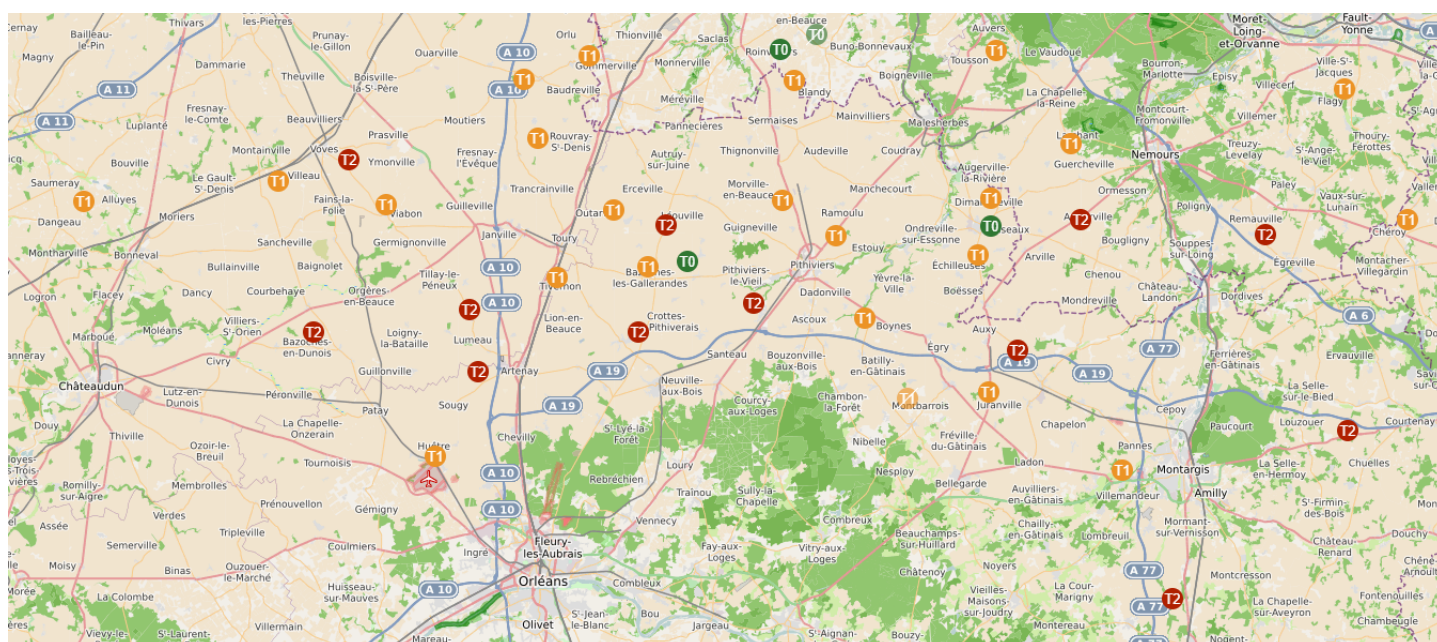 Bailleau-
le-Pin
les-Pierres
Thivars
Prunay-
le-Gillon
Ouarville
A 10
Orlu
Thionville
Saclas
en-Beauce
T0
T0
Buno-Bonnevaux
Auvers
T1
Le Vaudoué
Moret-
Loing-
et-Orvanne
Fault-
Yonne
Magny
Dammarie
Theuville
Boisville-
la-St-Père
T1
A 10
T1
Gommerville
Monnerville
T1
Blandy
Boigneville
Tousson
Bourron-
Marlotte
Episy
Villecerf
Ville-St-
Jacques
T1
Flagy
A 11
A 11
Fresnay-
le-Comte
Luplanté
Beauvilliers
Moutiers
Baudreville
Méréville
Pannecières
Sermaises
Mainvilliers
Malesherbes
La Chapelle-
la-Reine
Montcourt-
Fromonville
Villemer
Thoury-
Férottes
Bouville
Montainville
Voves
Prasville
T2
Ymonville
Fresnay-
l'Évêque
T1
Rouvray-
St-Denis
Autruy-
sur-Juine
Thignonville
Audeville
Coudray
T1
Larchant
Guercheville
Nemours
Treuzy-
Levelay
St-Ange-
le-Viel
Saumeray
T1
Alluyes
Le Gault-
St-Denis
T1
Villeau
Fains-
la-Folie
T1
Viabon
Guilleville
Trancrainville
Erceville
Morville-
en-Beauce
T1
Manchecourt
Augerville-
la-Rivière
T1
Dimancheville
Ormesson
Paley
Vaux-sur-
Lunain
Dangeau
Moriers
Sancheville
Germignonville
Janville
Toury
T1
T2
Guigneville
Ramoulu
T1
Ondreville-
sur-Essonne
T0
T2
Poligny
Remauville
T2
T1
Chéroy
Montharville
Bonneval
Bullainville
Baignolet
Tillay-le-
Péneux
A 10
T1
Tivernon
T1
les-Gallerandes
T0
Pithiviers-
le-Vieil
Pithiviers
Estouy
T1
Échilleuses
Arville
Bougligny
Souppes-
sur-Loing
Égreville
Montacher-
Villegardin
Logron
Flacey
Dancy
Courbehaye
Orgères-
en-Beauce
T2
A 10
Lion-en-
Beauce
T2
Dadonville
Yèvre-la-
Ville
Boësses
Chenou
Château-
Landon
Dordives
Marboué
Moléans
Villiers-
St-Orien
T2
Bazoches-
en-Dunois
Loigny-
la-Bataille
Lumeau
Crottes-
Pithiverais
T2
Ascoux
T1
Boynes
Auxy
Mondreville
A 6
Châteaudun
Civry
Guillonville
T2
Artenay
A 19
Santeau
Bouzonville-
aux-Bois
Batilly-
en-Gâtinais
Égry
T2
A 19
A 19
A 77
Ferrières-
en-Gâtinais
Ervauville
Lutz-en-
Dunois
Péronville
Patay
Sougy
A 19
Neuville-
aux-Bois
Courcy-
aux-Loges
Chambon-
la-Forêt
T1
Montbarrois
T1
Juranville
Cepoy
Paucourt
La Selle-
sur-le-Bied
Louzouer
Courtenay
Douy
Thiville
Ozoir-le-
Breuil
La Chapelle-
Onzerain
Tournoisis
Huêtre
T1
Chevilly
St-Lyé-la-
Forêt
Loury
Nibelle
Fréville-
du-Gâtinais
Chapelon
Pannes
T1
T2
Chuelles
Romilly-
sur-Aigre
Membrolles
Prénouvellon
A 10
Rebréchien
Traînou
Sully-la-
Chapelle
Nesploy
Bellegarde
Ladon
Villemandeur
Montargis
Amilly
La Selle-
en-Hermoy
Assée
Verdes
Tripleville
Gémigny
A 10
Vennecy
Combreux
Auvilliers-
en-Gâtinais
Mormant-
sur-Vernisson
St-Firmin-
des-Bois
Moisy
Semerville
Binas
Ouzouer-
le-Marché
Coulmiers
Ingré
Fleury-
les-Aubrais
Fay-aux-
Loges
Vitry-aux-
Loges
Beauchamps-
sur-Huillard
Chailly-
en-Gâtinais
Lombreuil
Château-
Renard
Douchy
Morée
La Colombe
Huisseau-
sur-Mauves
A 10
Orléans
Combleux
Châtenoy
Vieilles-
Maisons-
sur-Joudry
La Cour-
Marigny
A 77
T2
A 77
Montcresson
La Chapelle-
sur-Aveyron
Fontenouilles
Vievy-le-
St-Laurent-
Villermain
Mareau-
Olivet
St-Jean
le-Blanc
Bou
Jargeau
St-Aignan-
Bouzy-
Montereau
A 77
Nogent-
Chambeugle